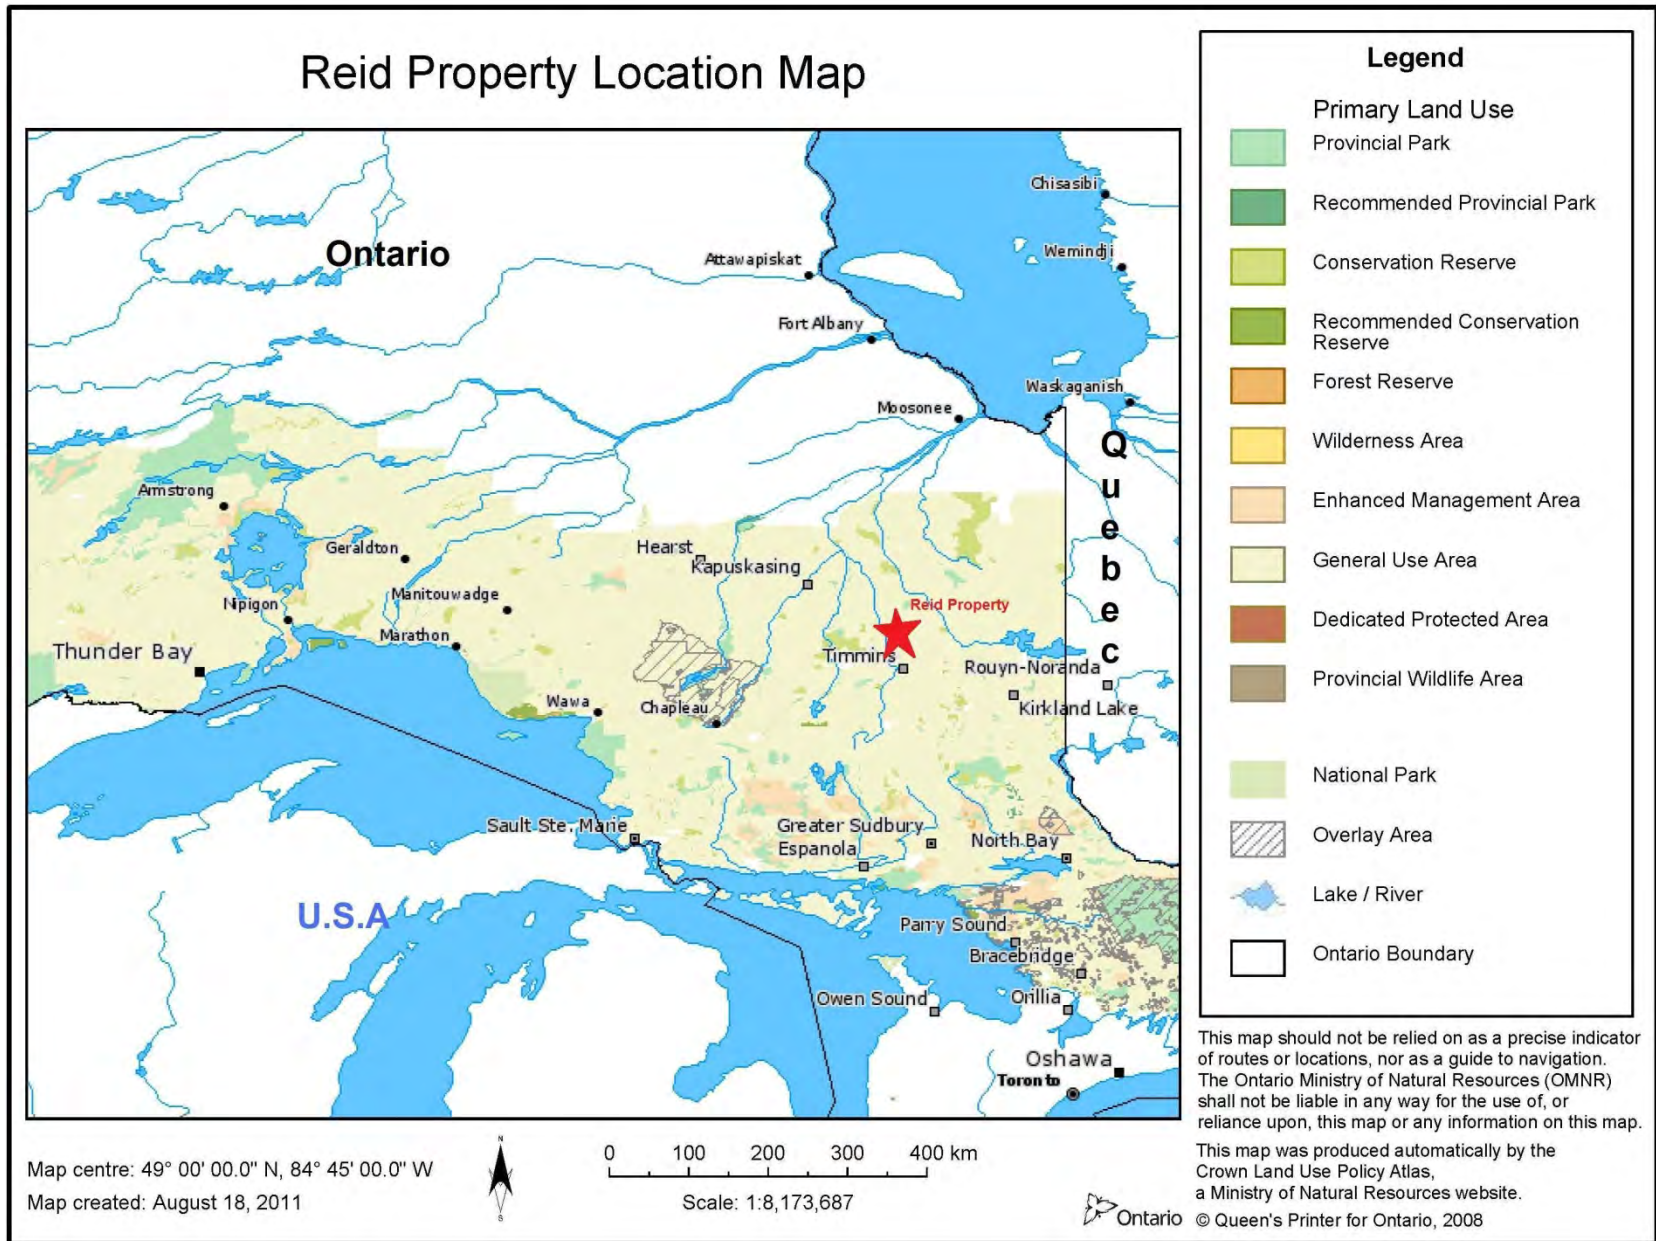 Reid Property Location Map
Ontario
Chisasibi
Wemindji
Attawapiskat
Fort Albany
Waskaganish
Moosonee
Quebec
Armstrong
Geraldton
Hearst
Kapuskasing
Manitouwadge
Nipigon
Reid Property
Marathon
Thunder Bay
Timmins
Rouyn-Noranda
Wawa
Chapleau
Kirkland Lake
Sault Ste. Marie
Greater Sudbury
Espanola
North Bay
U.S.A
Parry Sound
Bracebridge
Owen Sound
Orillia
Oshawa
Toronto
Legend
Primary Land Use
Provincial Park
Recommended Provincial Park
Conservation Reserve
Recommended Conservation
Reserve
Forest Reserve
Wilderness Area
Enhanced Management Area
General Use Area
Dedicated Protected Area
Provincial Wildlife Area
National Park
Overlay Area
Lake / River
Ontario Boundary
This map should not be relied on as a precise indicator
of routes or locations, nor as a guide to navigation.
The Ontario Ministry of Natural Resources (OMNR)
shall not be liable in any way for the use of, or
reliance upon, this map or any information on this map.
This map was produced automatically by the
Crown Land Use Policy Atlas,
a Ministry of Natural Resources website.
© Queen's Printer for Ontario, 2008
Map centre: 49° 00' 00.0" N, 84° 45' 00.0" W
Map created: August 18, 2011
N
S
0 100 200 300 400 km
Scale: 1:8,173,687
Ontario